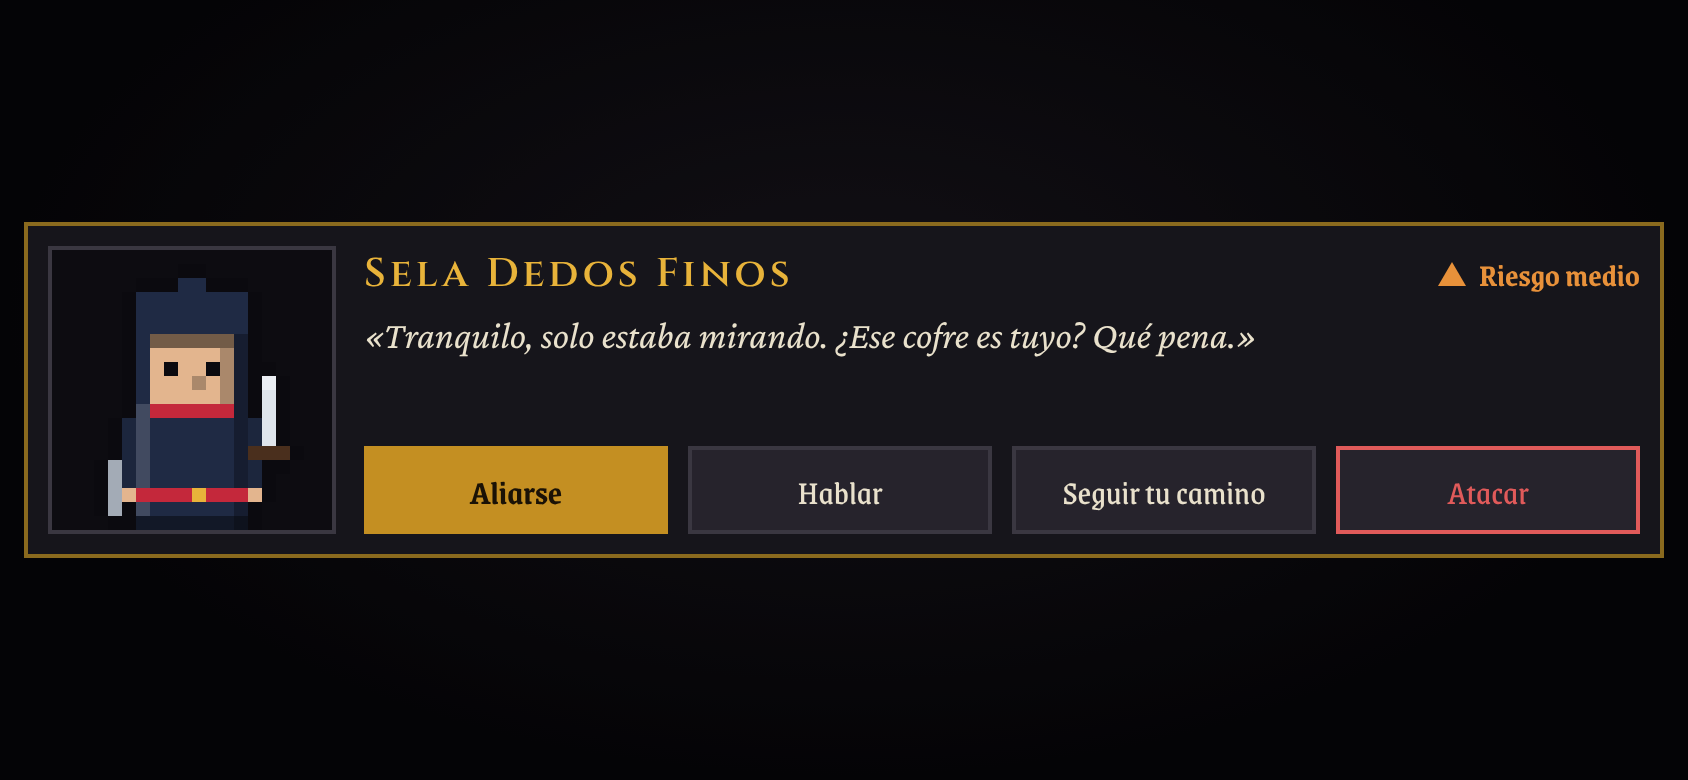 Sela Dedos Finos
Riesgo medio
«Tranquilo, solo estaba mirando. ¿Ese cofre es tuyo? Qué pena.»
Aliarse
Hablar
Seguir tu camino
Atacar